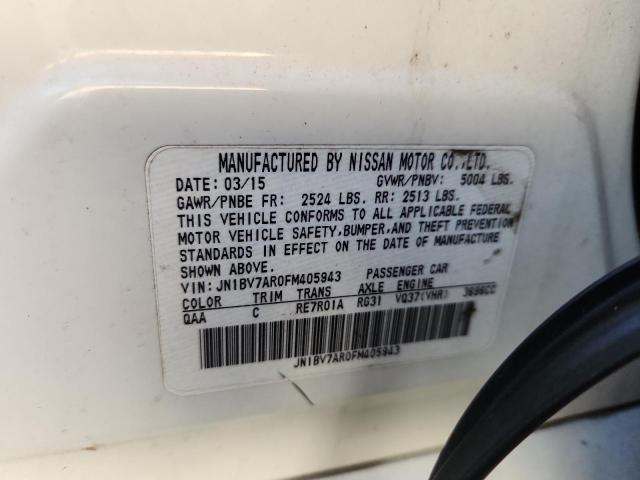 MANUFACTURED BY NISSAN MOTOR CO.,LTD.
DATE: 03/15 GVWR/PNBV: 5004 LBS.
GAWR/PNBE FR: 2524 LBS. RR: 2513 LBS.
THIS VEHICLE CONFORMS TO ALL APPLICABLE FEDERAL
MOTOR VEHICLE SAFETY,BUMPER,AND THEFT PREVENTION
STANDARDS IN EFFECT ON THE DATE OF MANUFACTURE
SHOWN ABOVE.
VIN: JN1BV7AR0FM405943 PASSENGER CAR
COLOR TRIM TRANS AXLE ENGINE
QAA C RE7R01A RG31 VQ37(VHR) 3696CC
JN1BV7AR0FM405943